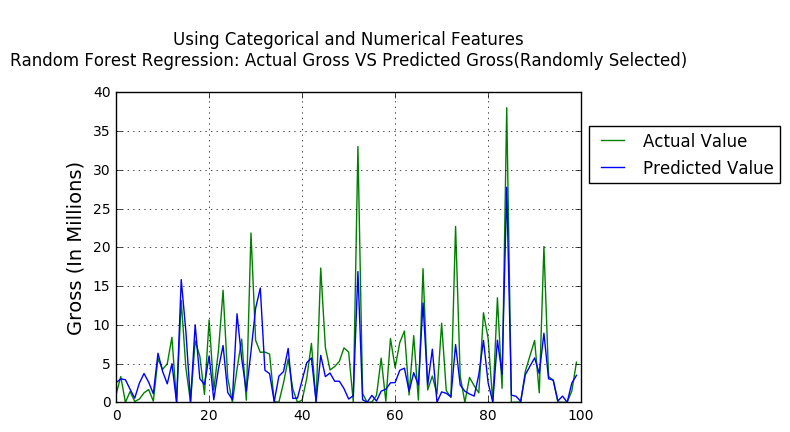 Using Categorical and Numerical Features
Random Forest Regression: Actual Gross VS Predicted Gross(Randomly Selected)
40
35
30
25
20
15
10
5
0
Gross (In Millions)
0 20 40 60 80 100
Actual Value
Predicted Value